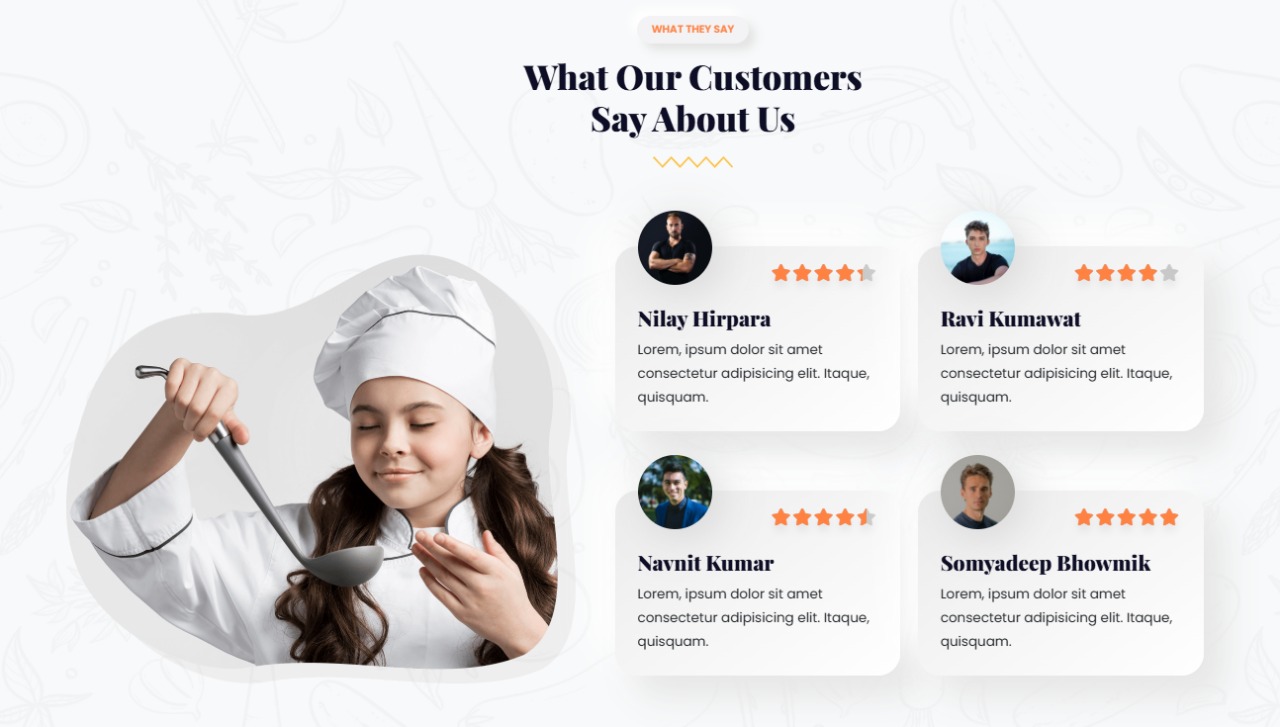 WHAT THEY SAY
What Our Customers
Say About Us
Nilay Hirpara
Lorem, ipsum dolor sit amet
consectetur adipisicing elit. Itaque,
quisquam.
Ravi Kumawat
Lorem, ipsum dolor sit amet
consectetur adipisicing elit. Itaque,
quisquam.
Navnit Kumar
Lorem, ipsum dolor sit amet
consectetur adipisicing elit. Itaque,
quisquam.
Somyadeep Bhowmik
Lorem, ipsum dolor sit amet
consectetur adipisicing elit. Itaque,
quisquam.